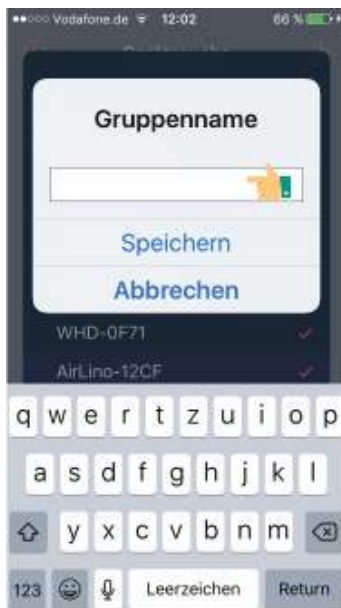 Vodafone.de 12:02 66 %
Gruppenname
Speichern
Abbrechen
WHD-0F71
AirLino-12CF
q w e r t z u i o p
a s d f g h j k l
y x c v b n m
123 Leerzeichen Return